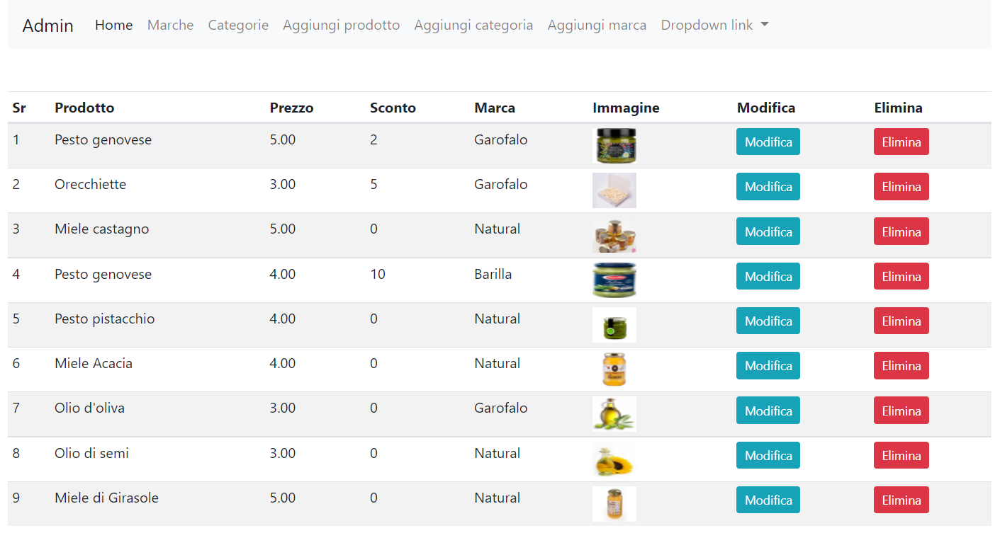 Admin Home Marche Categorie Aggiungi prodotto Aggiungi categoria Aggiungi marca Dropdown link
Sr Prodotto Prezzo Sconto Marca Immagine Modifica Elimina
1 Pesto genovese 5.00 2 Garofalo Modifica Elimina
2 Orecchiette 3.00 5 Garofalo Modifica Elimina
3 Miele castagno 5.00 0 Natural Modifica Elimina
4 Pesto genovese 4.00 10 Barilla Modifica Elimina
5 Pesto pistacchio 4.00 0 Natural Modifica Elimina
6 Miele Acacia 4.00 0 Natural Modifica Elimina
7 Olio d'oliva 3.00 0 Garofalo Modifica Elimina
8 Olio di semi 3.00 0 Natural Modifica Elimina
9 Miele di Girasole 5.00 0 Natural Modifica Elimina